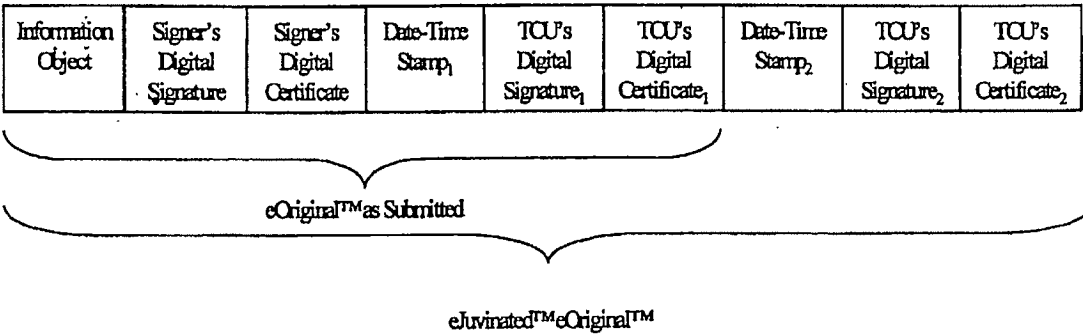 Information Object
Signer's Digital Signature
Signer's Digital Certificate
Date-Time Stamp₁
TCU's Digital Signature₁
TCU's Digital Certificate₁
Date-Time Stamp₂
TCU's Digital Signature₂
TCU's Digital Certificate₂
eOriginal™ as Submitted
eJuvinated™ eOriginal™